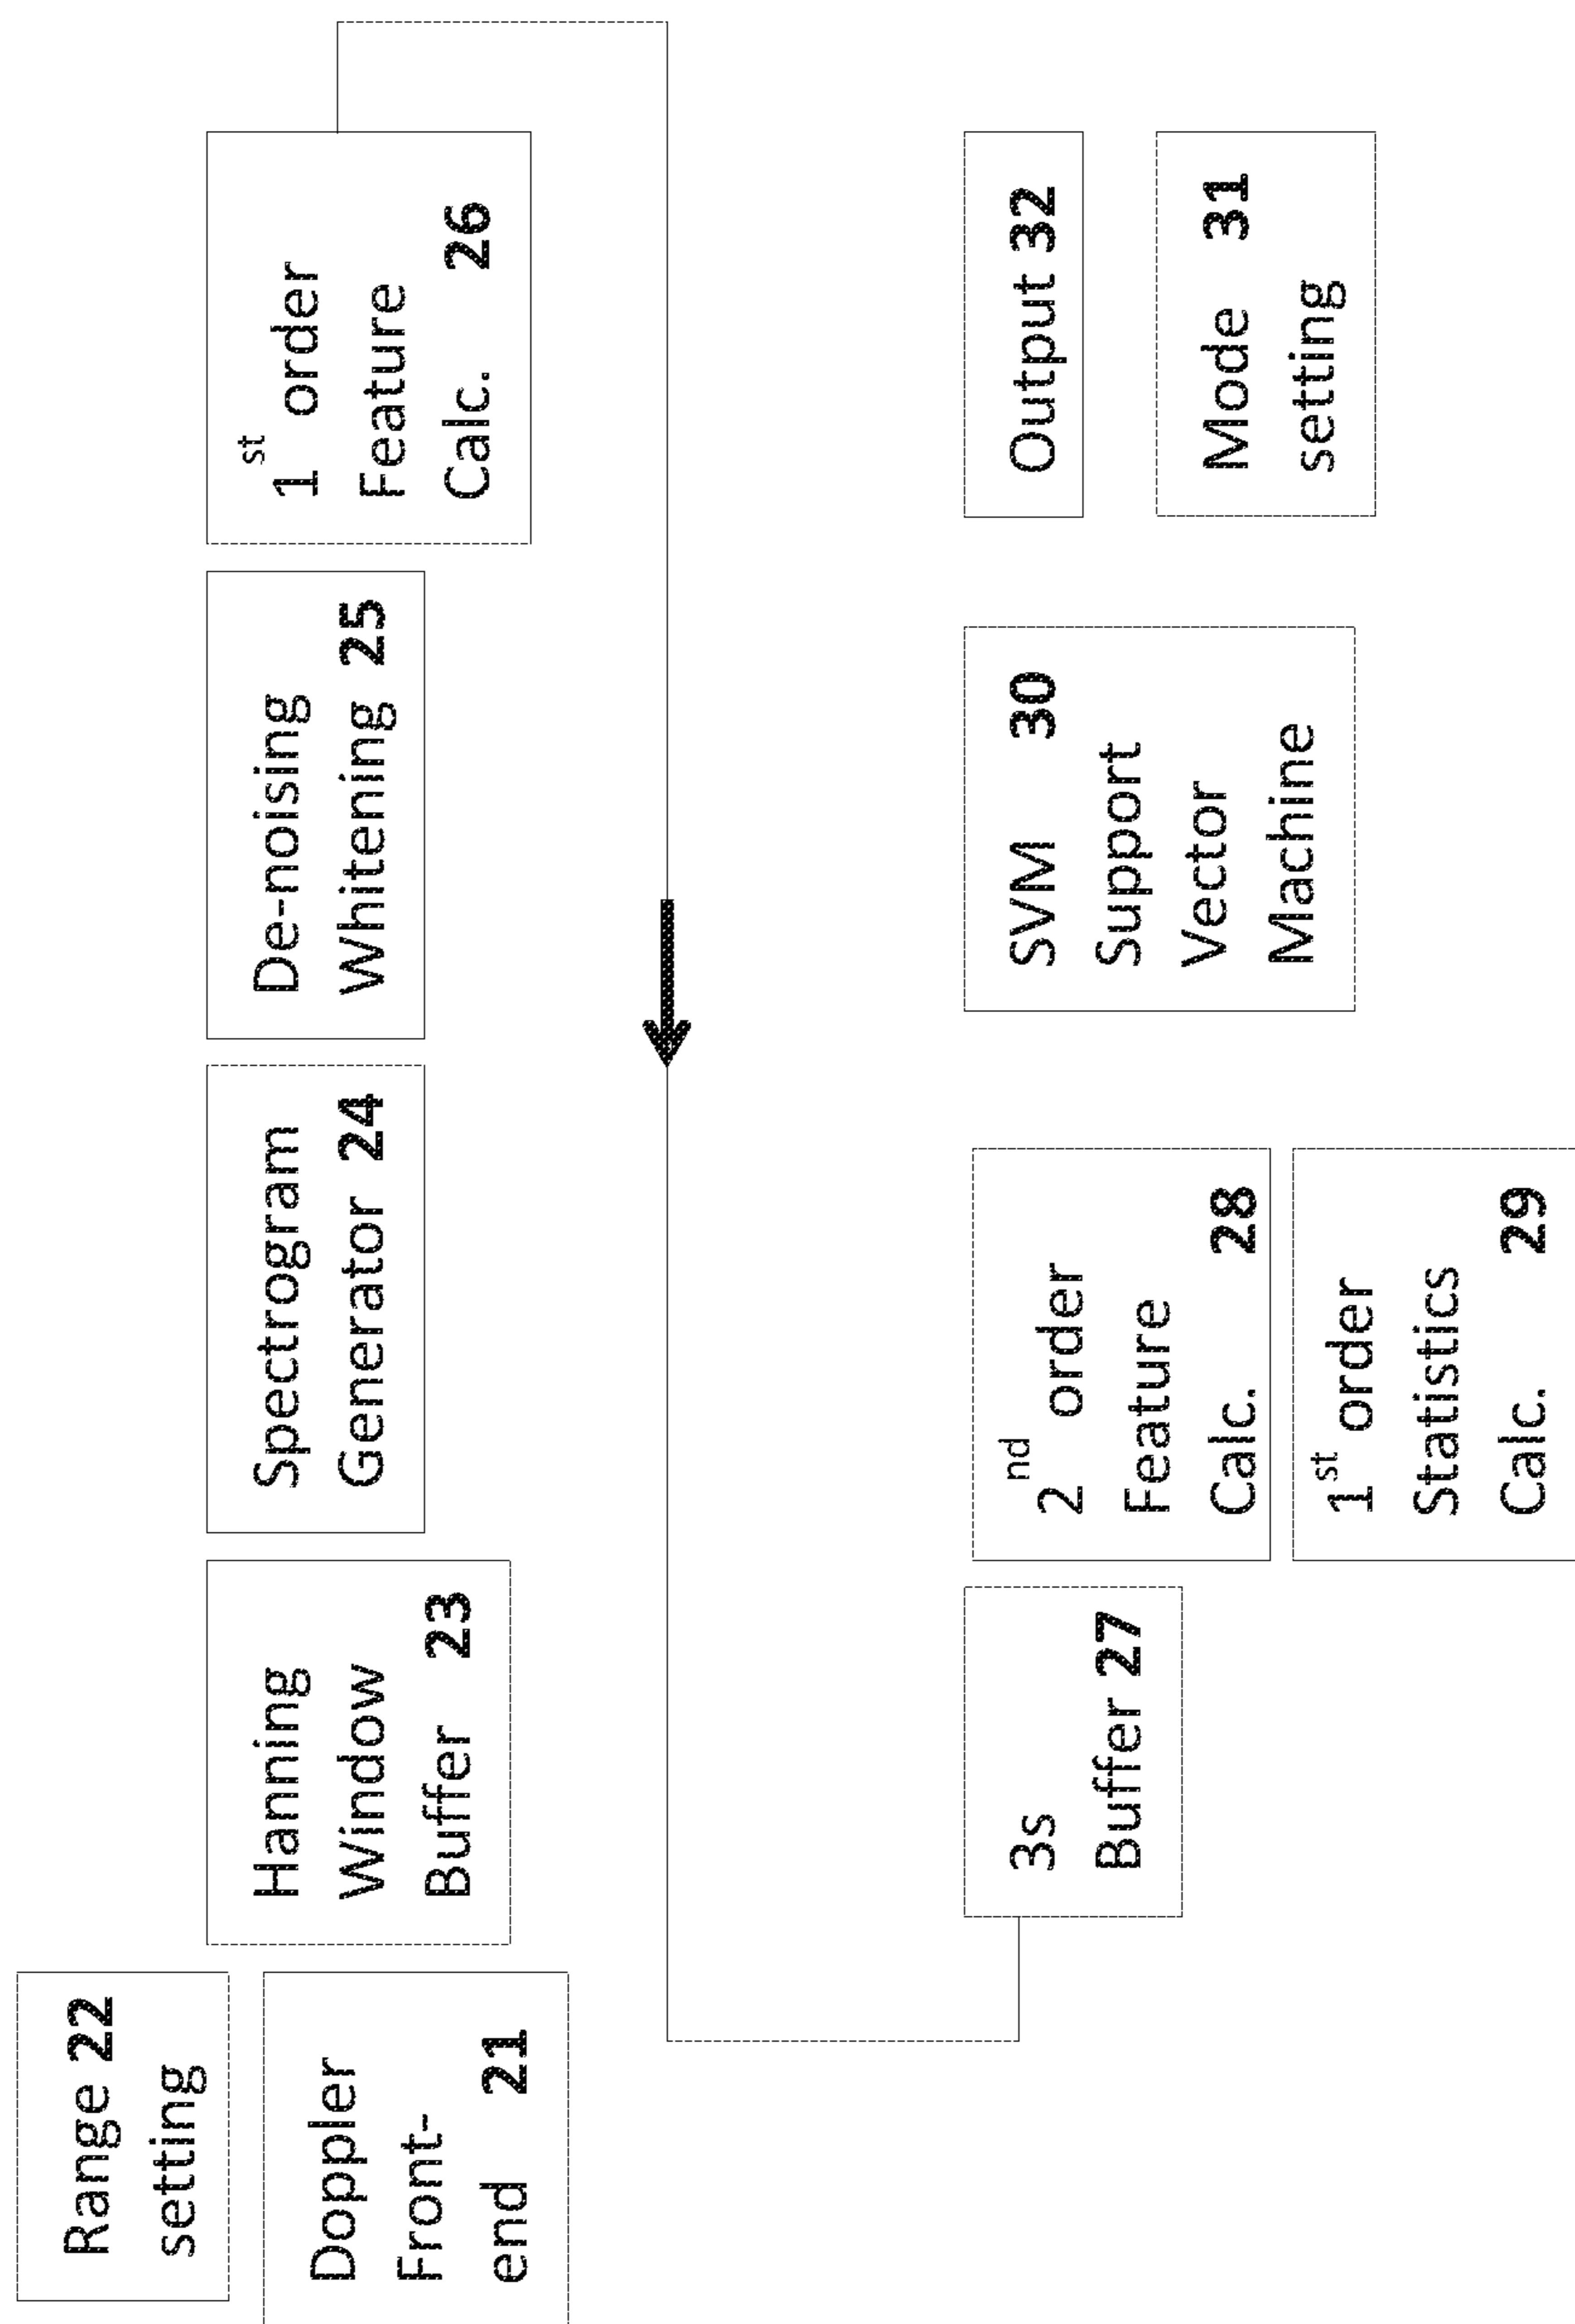 Range 22
setting
Doppler
Front-
end 21
Hanning
Window
Buffer 23
Spectrogram
Generator 24
De-noising
Whitening 25
1st order
Feature
Calc. 26
3s
Buffer 27
2nd order
Feature
Calc. 28
1st order
Statistics
Calc. 29
SVM 30
Support
Vector
Machine
Output 32
Mode 31
setting